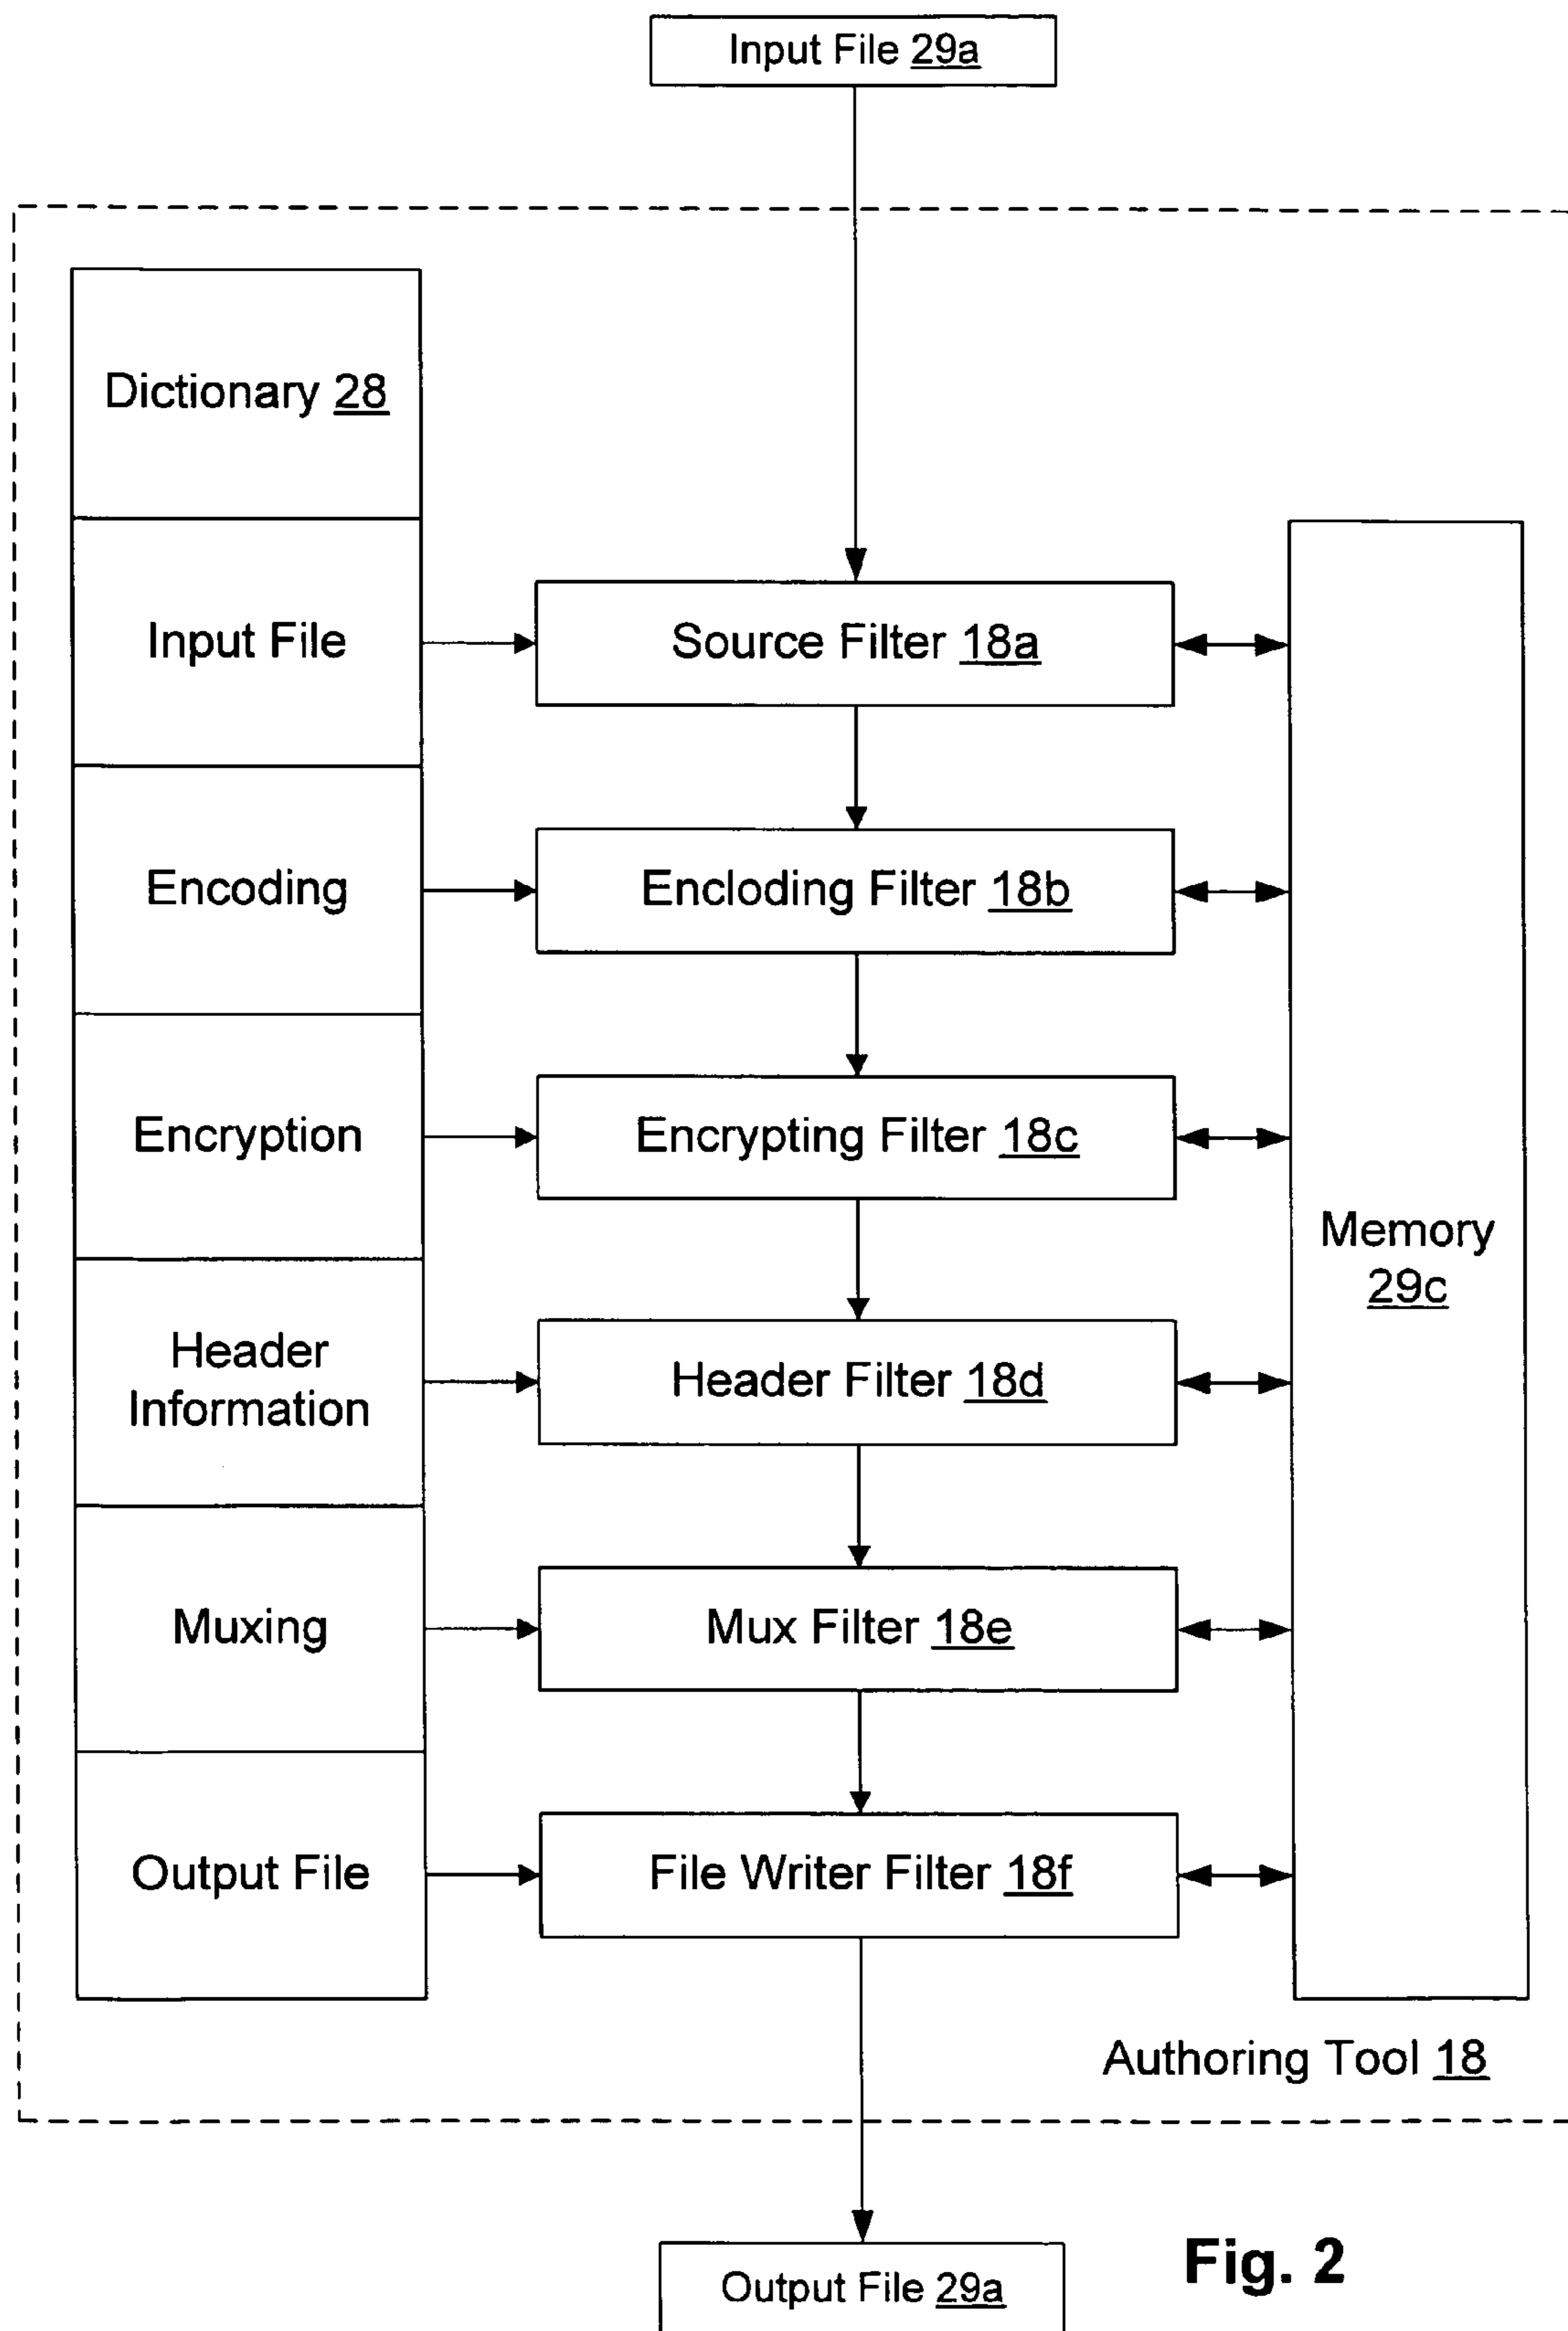 Input File 29a
Dictionary 28
Input File
Source Filter 18a
Encoding
Encloding Filter 18b
Encryption
Encrypting Filter 18c
Memory
29c
Header
Information
Header Filter 18d
Muxing
Mux Filter 18e
Output File
File Writer Filter 18f
Authoring Tool 18
Output File 29a
Fig. 2